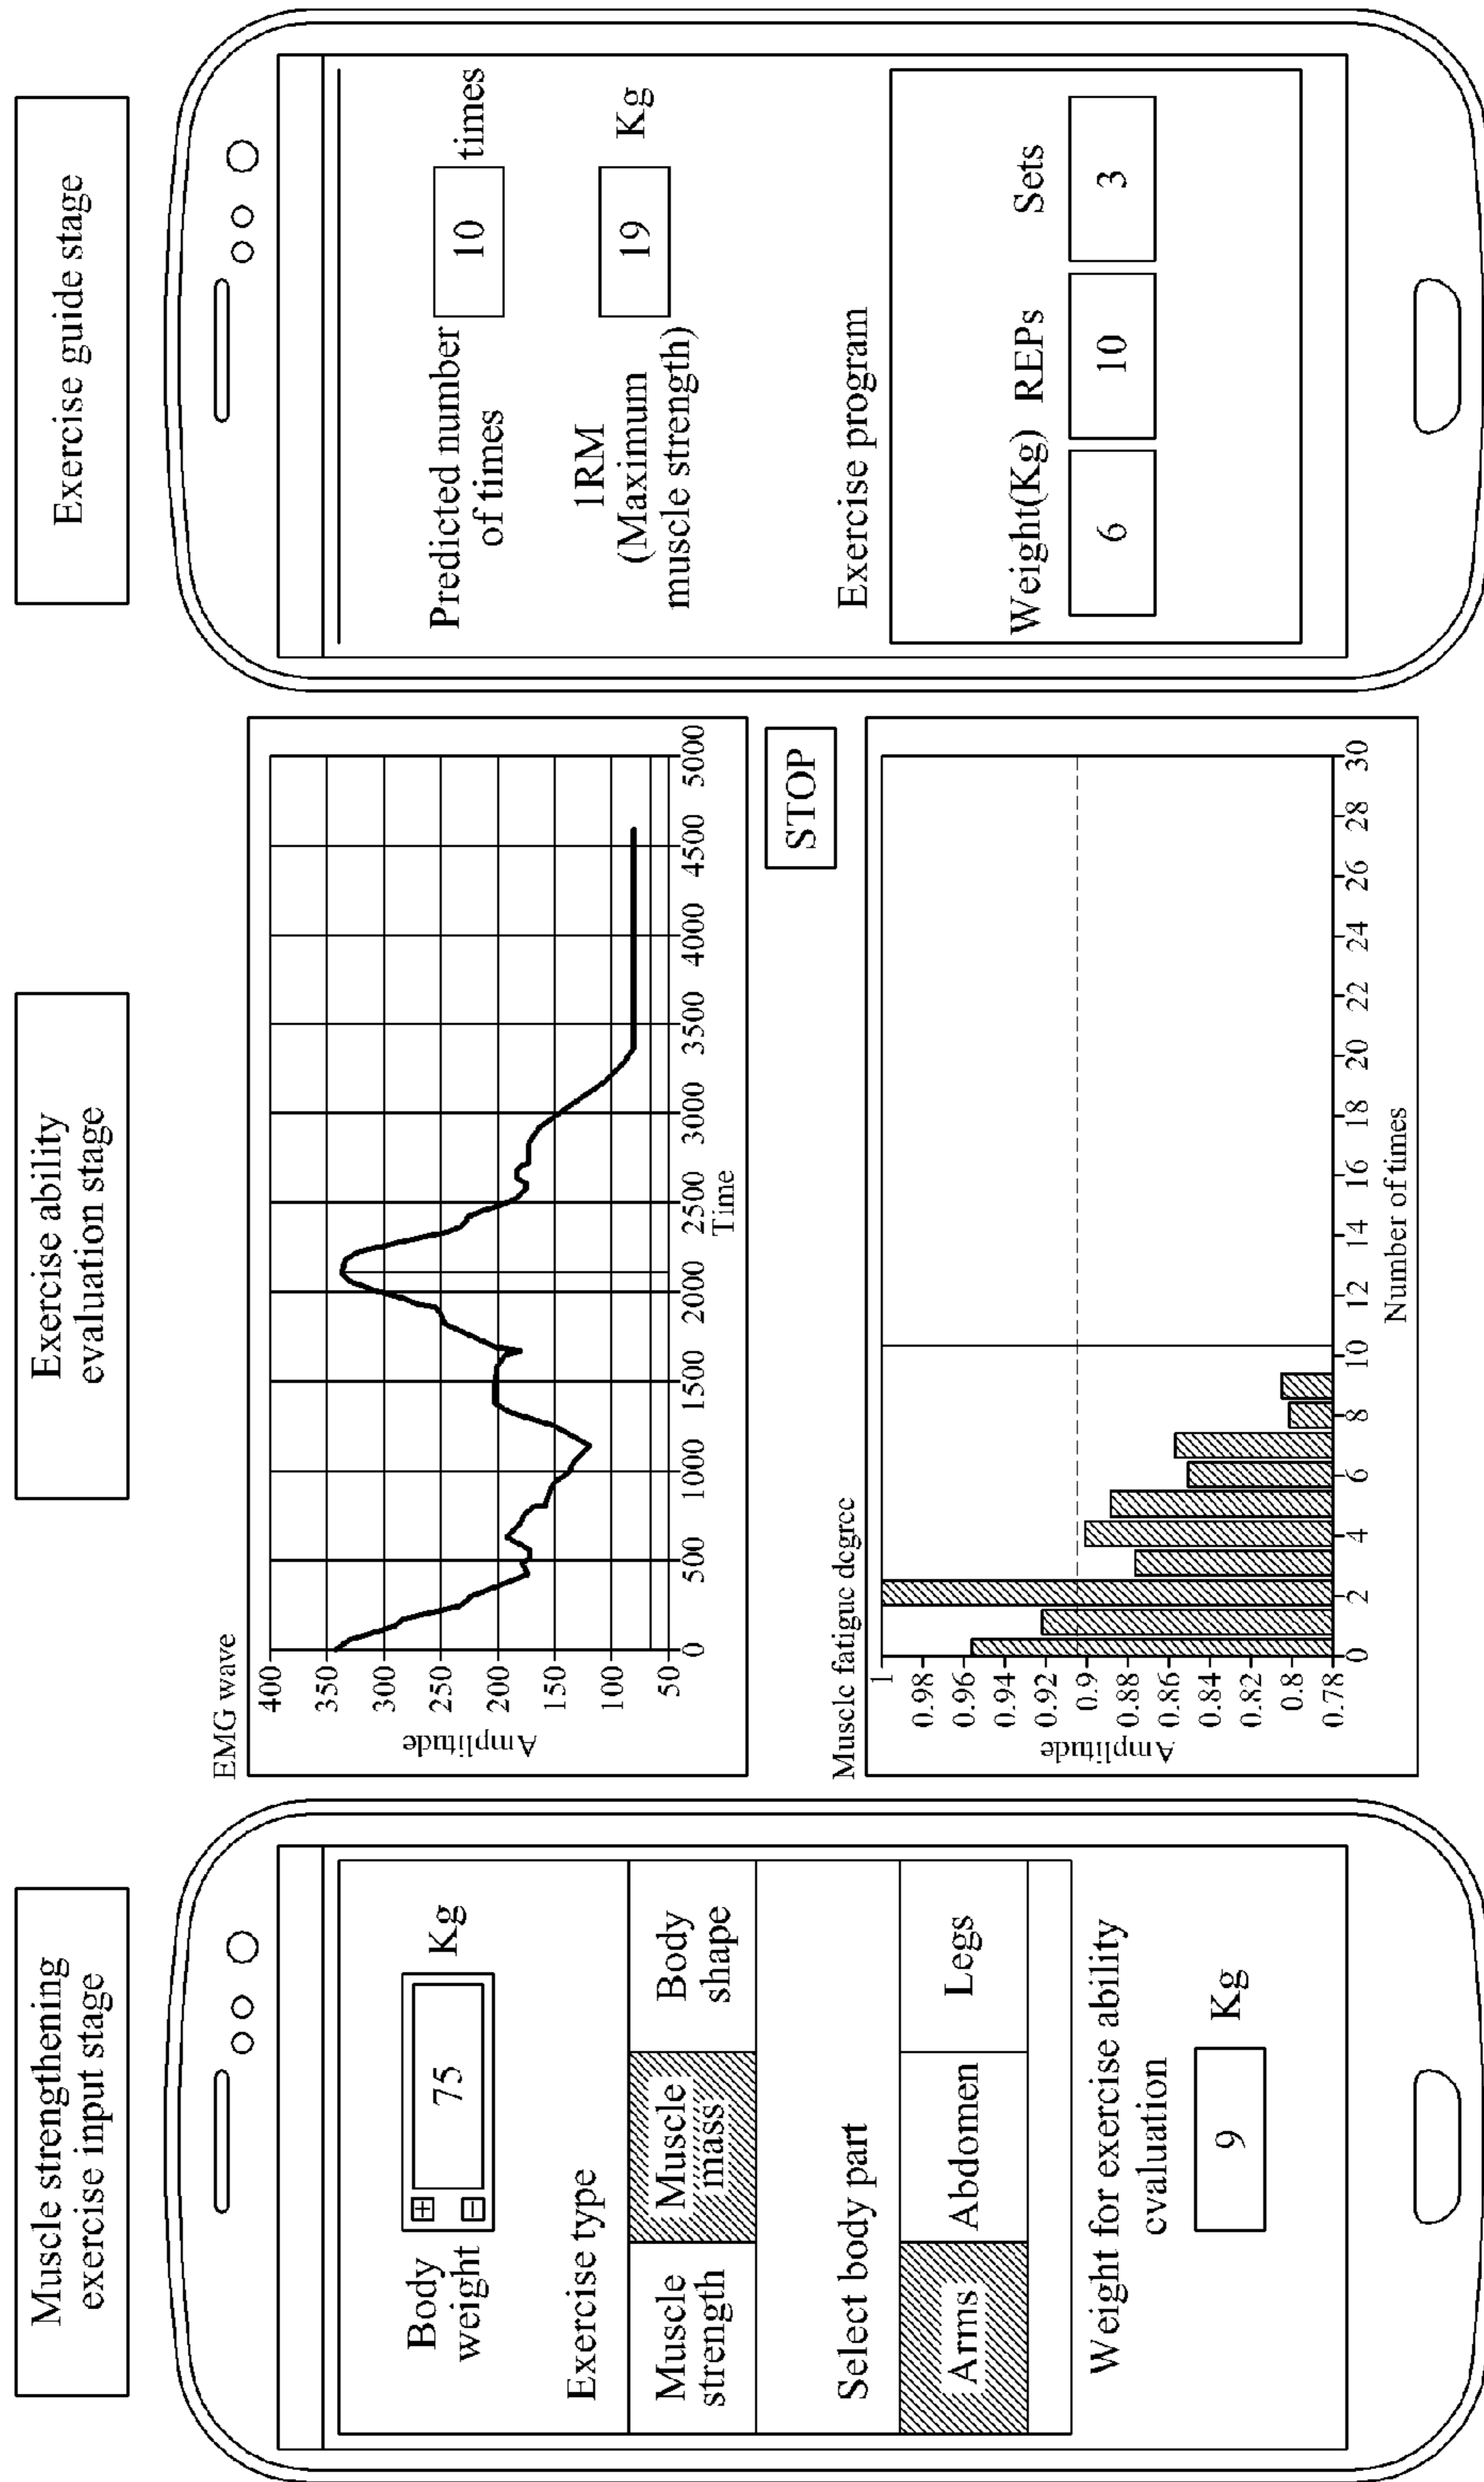 Muscle strengthening
exercise input stage
Body
weight
75
Kg
Exercise type
Muscle
strength
Muscle
mass
Body
shape
Select body part
Arms
Abdomen
Legs
Weight for exercise ability
evaluation
9
Kg
Exercise ability
evaluation stage
EMG wave
Amplitude
400
350
300
250
200
150
100
50
0 500 1000 1500 2000 2500 3000 3500 4000 4500 5000
Time
STOP
Muscle fatigue degree
Amplitude
1
0.98
0.96
0.94
0.92
0.9
0.88
0.86
0.84
0.82
0.8
0.78
0 2 4 6 8 10 12 14 16 18 20 22 24 26 28 30
Number of times
Exercise guide stage
Predicted number
of times
10
times
1RM
(Maximum
muscle strength)
19
Kg
Exercise program
Weight(Kg) REPs Sets
6 10 3